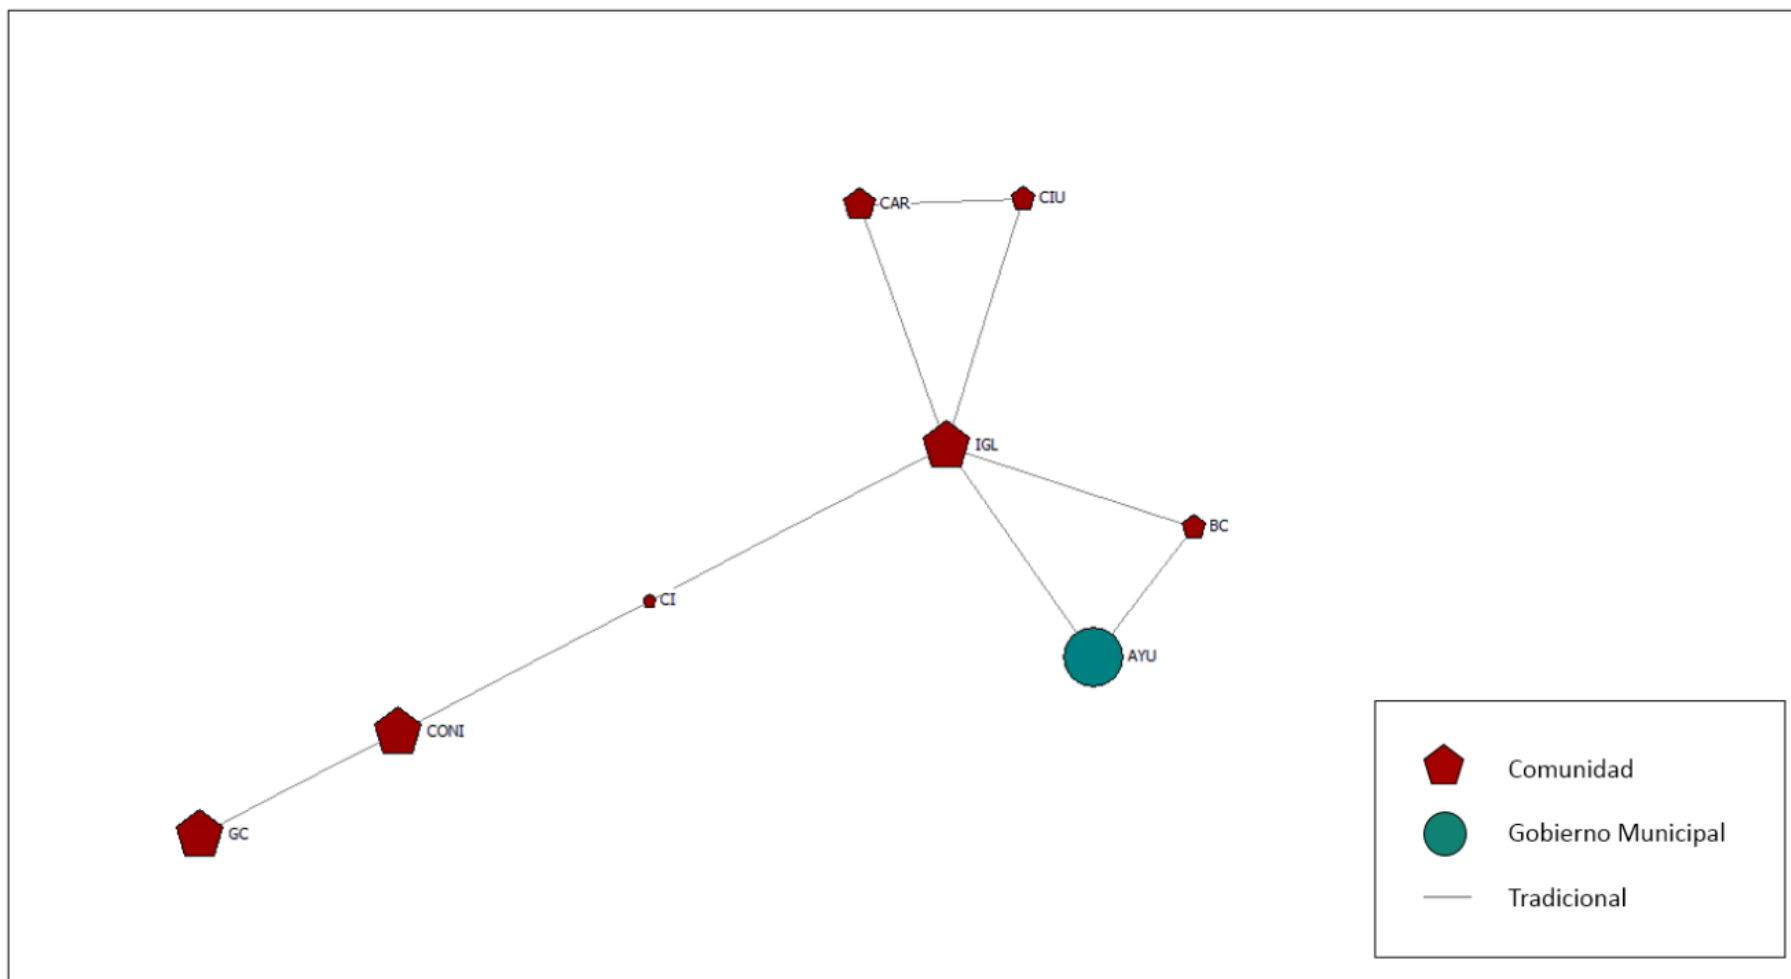 CAR
CIU
IGL
BC
CI
AYU
CONI
GC
Comunidad
Gobierno Municipal
Tradicional